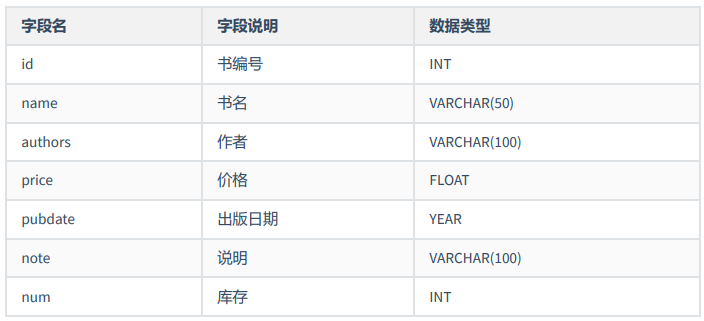 字段名 字段说明 数据类型
id 书编号 INT
name 书名 VARCHAR(50)
authors 作者 VARCHAR(100)
price 价格 FLOAT
pubdate 出版日期 YEAR
note 说明 VARCHAR(100)
num 库存 INT